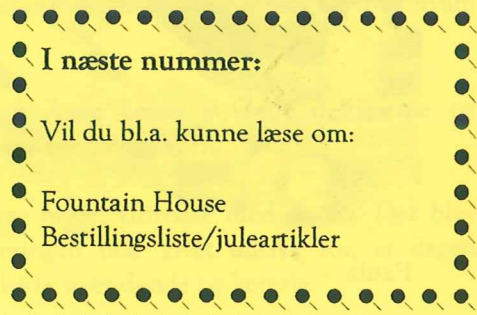 I næste nummer:
Vil du bl.a. kunne læse om:
Fountain House
Bestillingsliste/juleartikler